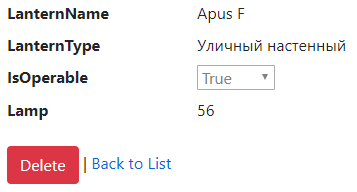 LanternName Apus F
LanternType Уличный настенный
IsOperable True
Lamp 56
Delete | Back to List